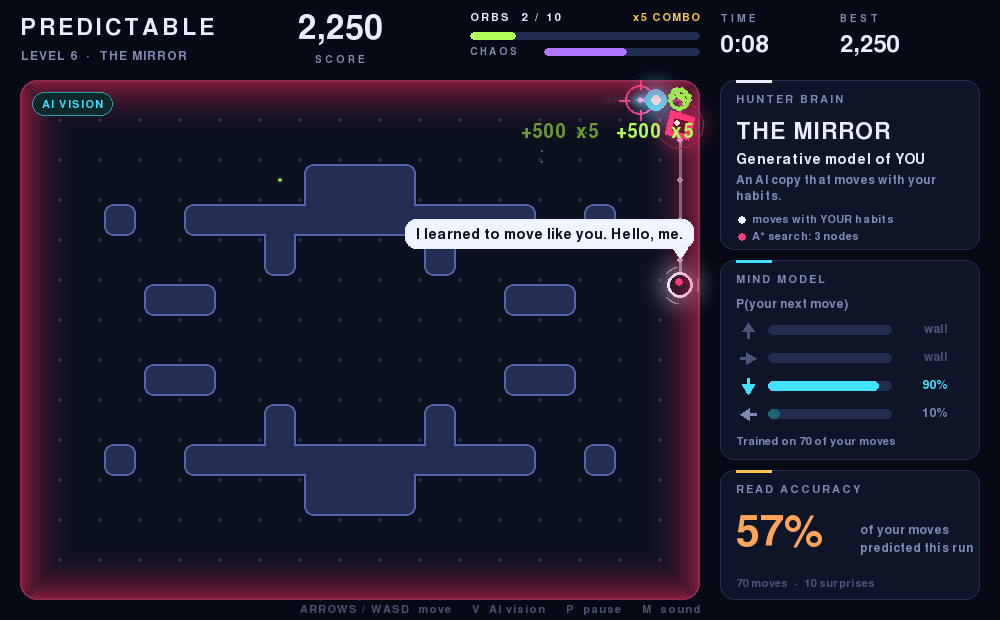 PREDICTABLE
LEVEL 6 · THE MIRROR
2,250
SCORE
ORBS 2 / 10
x5 COMBO
CHAOS
TIME
0:08
BEST
2,250
AI VISION
+500 x5
+500 x5
I learned to move like you. Hello, me.
HUNTER BRAIN
THE MIRROR
Generative model of YOU
An AI copy that moves with your
habits.
moves with YOUR habits
A* search: 3 nodes
MIND MODEL
P(your next move)
wall
wall
90%
10%
Trained on 70 of your moves
READ ACCURACY
57%
of your moves
predicted this run
70 moves · 10 surprises
ARROWS / WASD move V AI vision P pause M sound